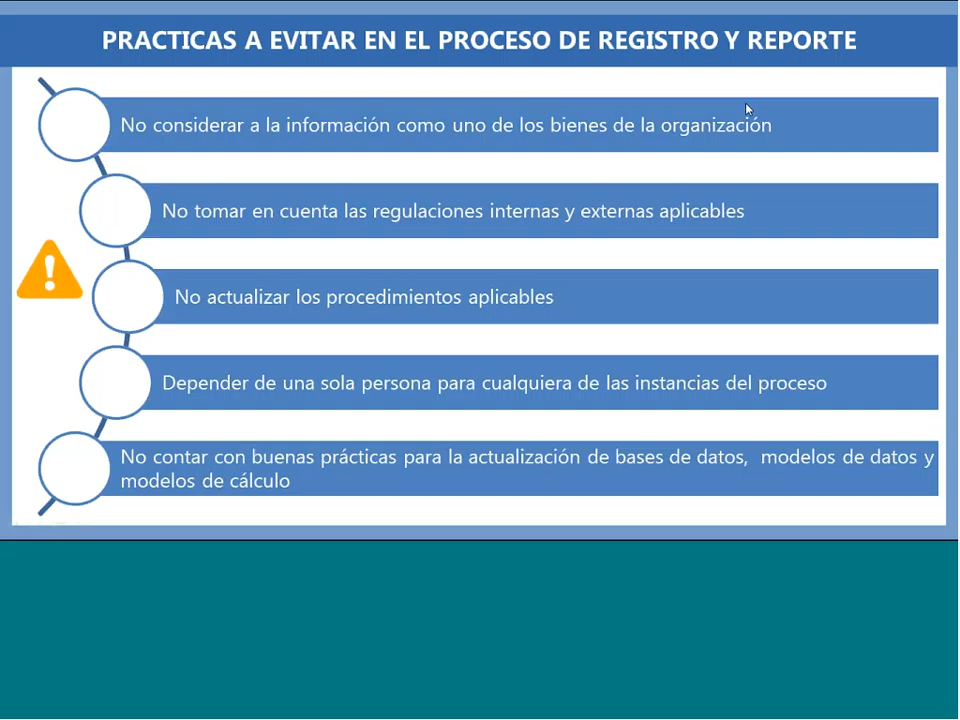 PRACTICAS A EVITAR EN EL PROCESO DE REGISTRO Y REPORTE
No considerar a la información como uno de los bienes de la organización
No tomar en cuenta las regulaciones internas y externas aplicables
No actualizar los procedimientos aplicables
Depender de una sola persona para cualquiera de las instancias del proceso
No contar con buenas prácticas para la actualización de bases de datos, modelos de datos y
modelos de cálculo